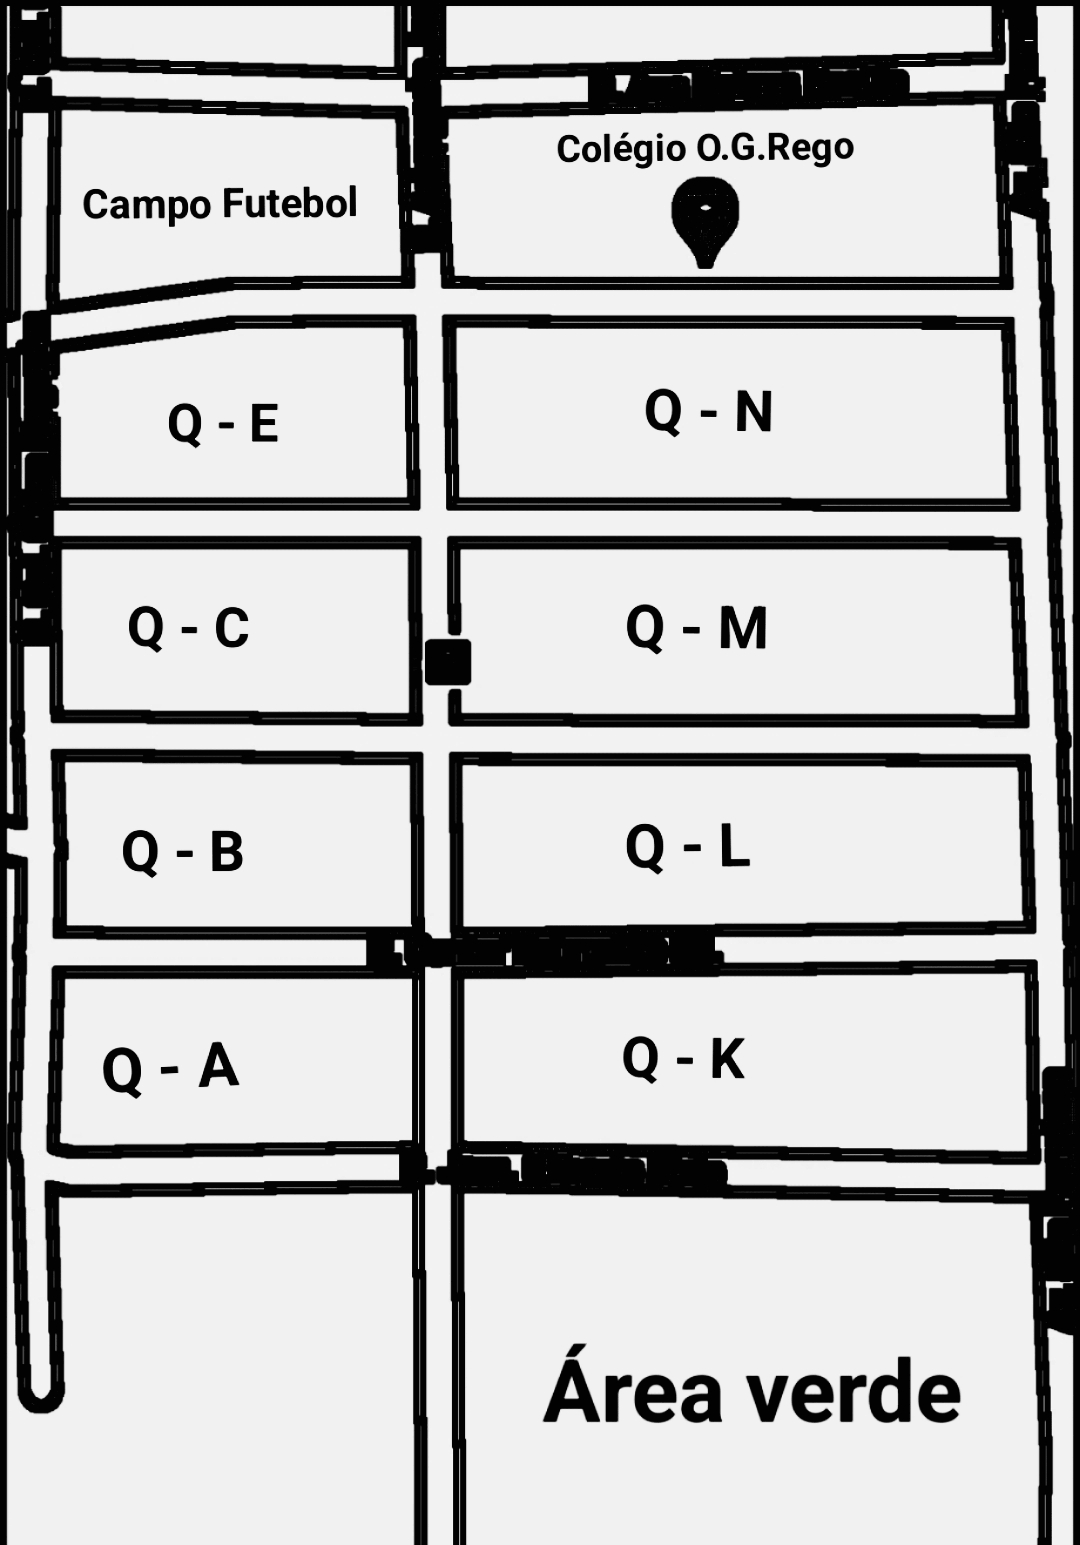 Colégio O.G.Rego
Campo Futebol
Q - E
Q - N
Q - C
Q - M
Q - B
Q - L
Q - A
Q - K
Área verde